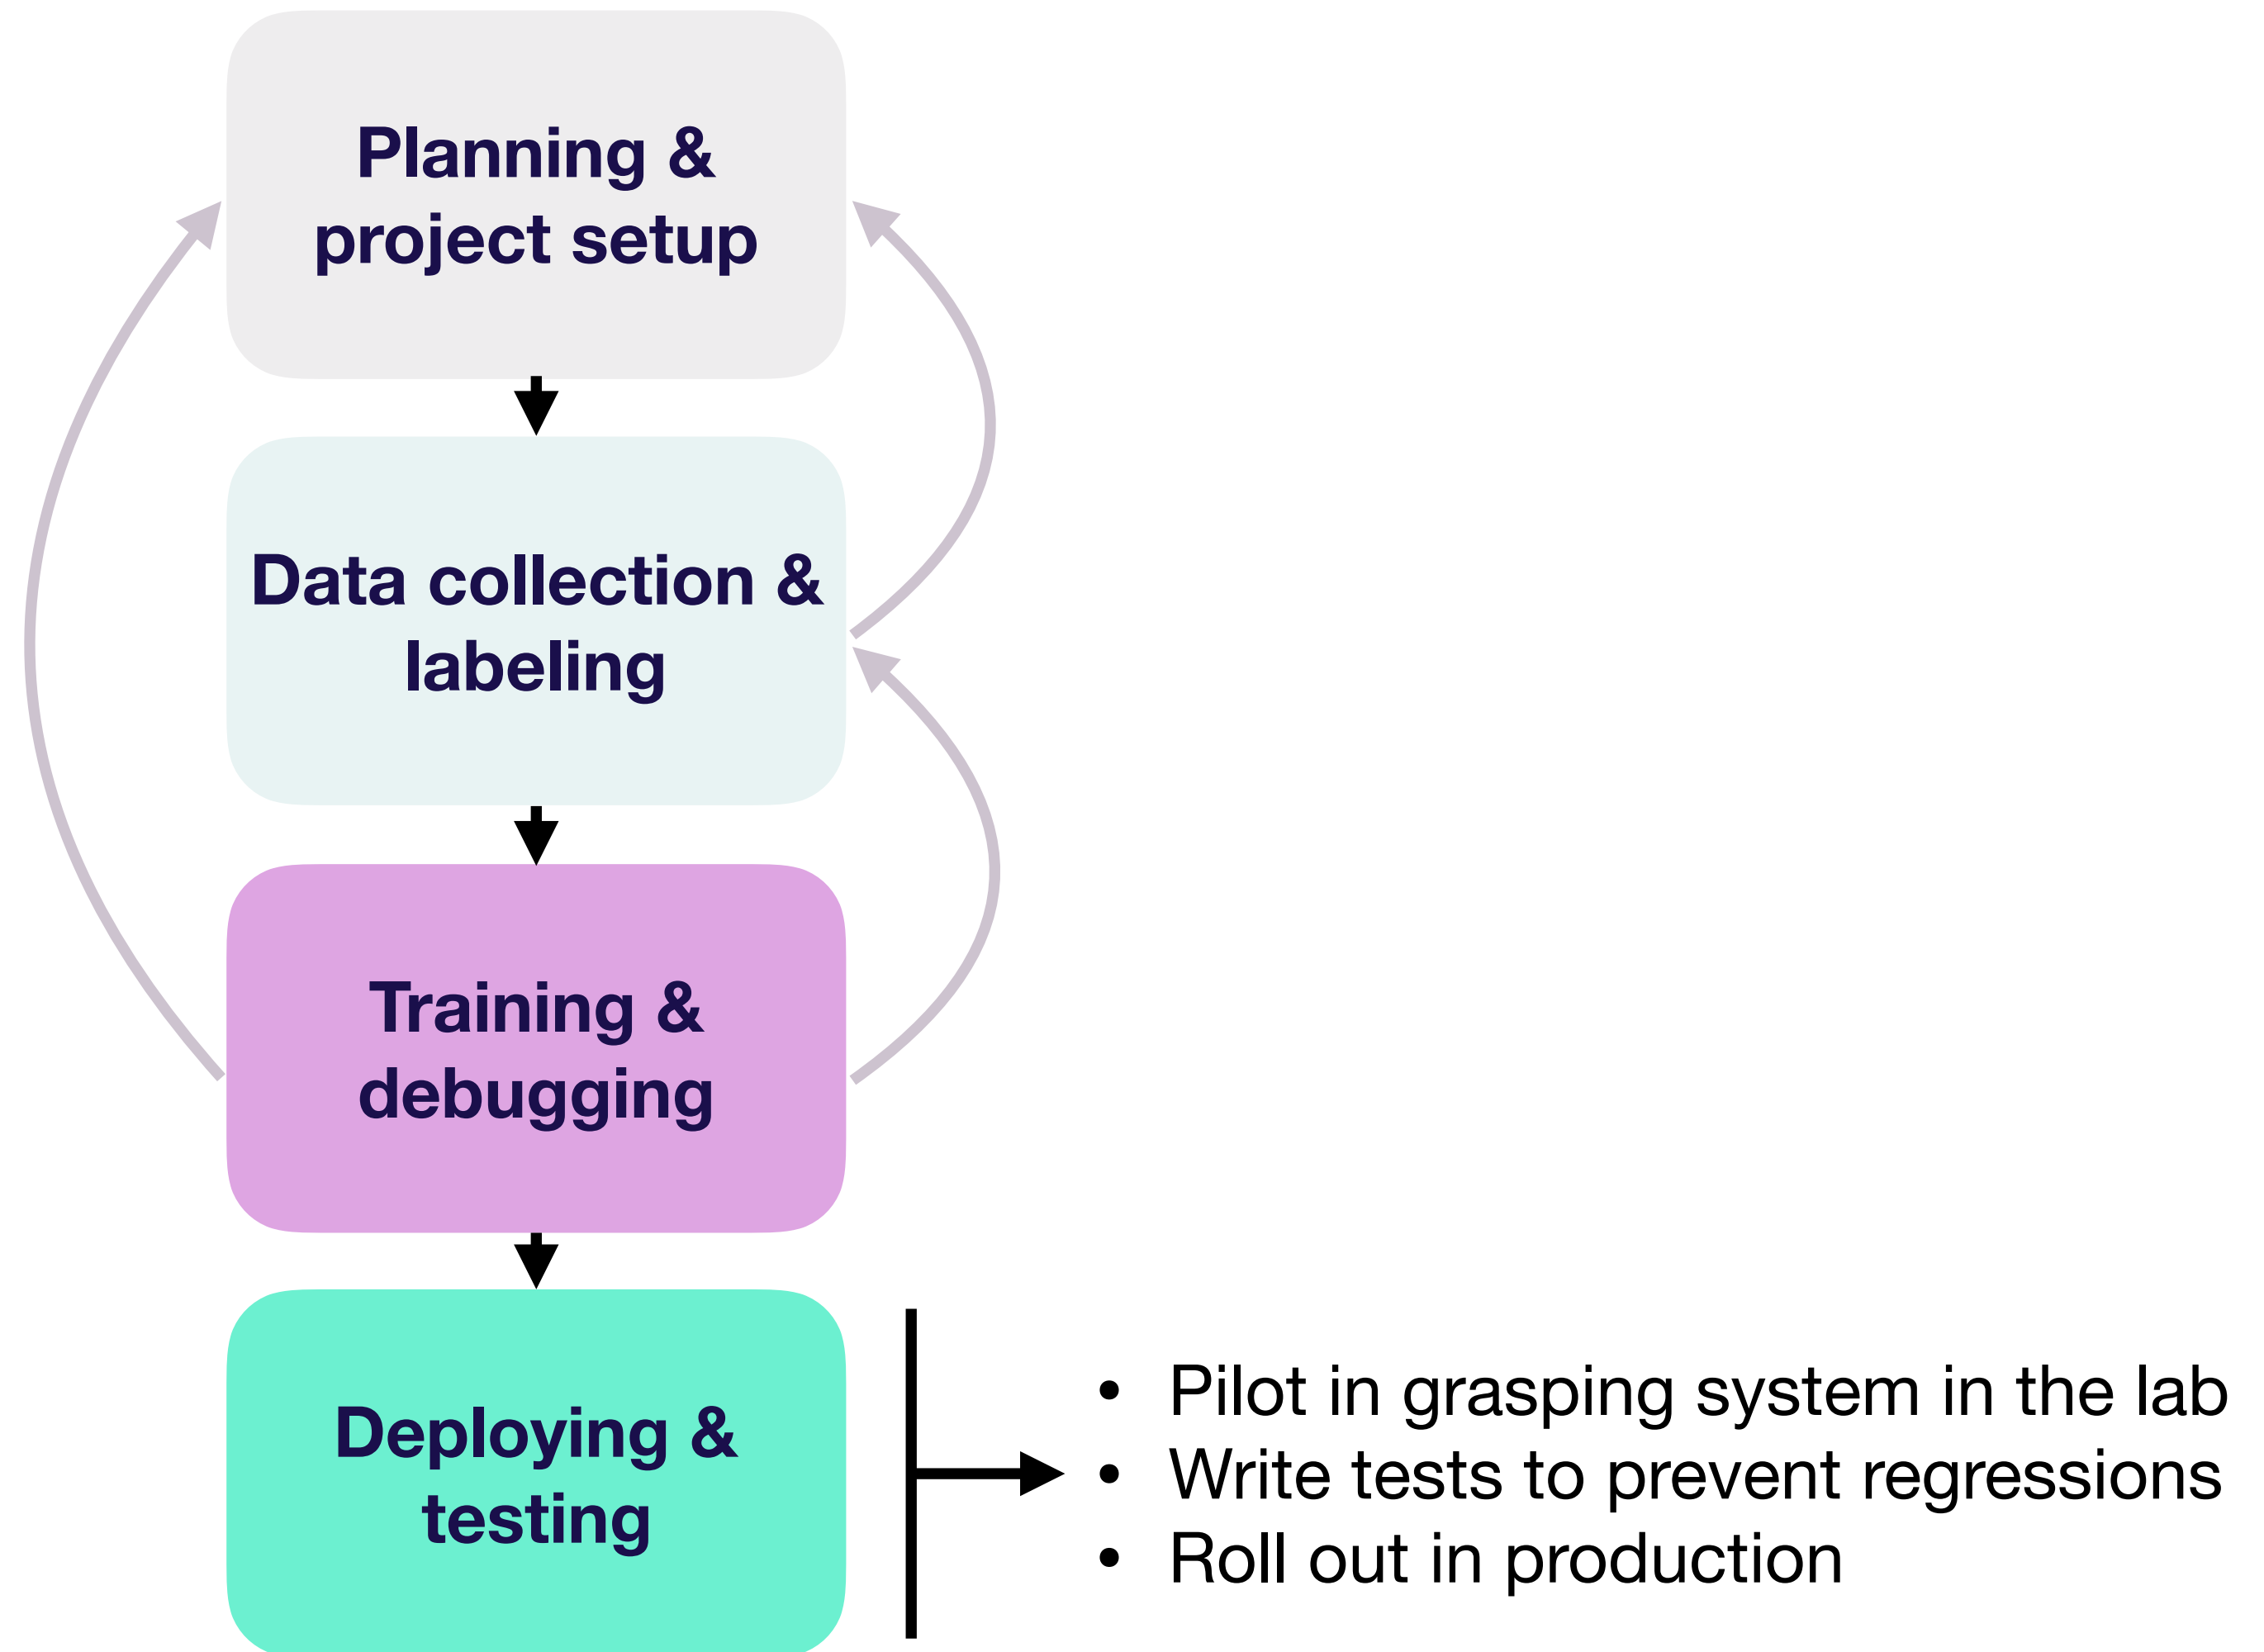 Planning &
project setup
Data collection &
labeling
Training &
debugging
Deploying &
testing
• Pilot in grasping system in the lab
• Write tests to prevent regressions
• Roll out in production